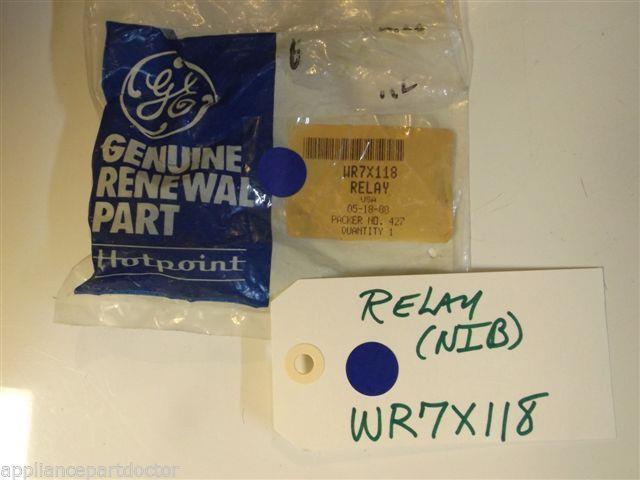 GE
GENUINE
RENEWAL
PART
Hotpoint
WR7X118
RELAY
USA
05-18-88
PACKER NO. 427
QUANTITY 1
RELAY
(NIB)
WR7X118
appliancepartdoctor